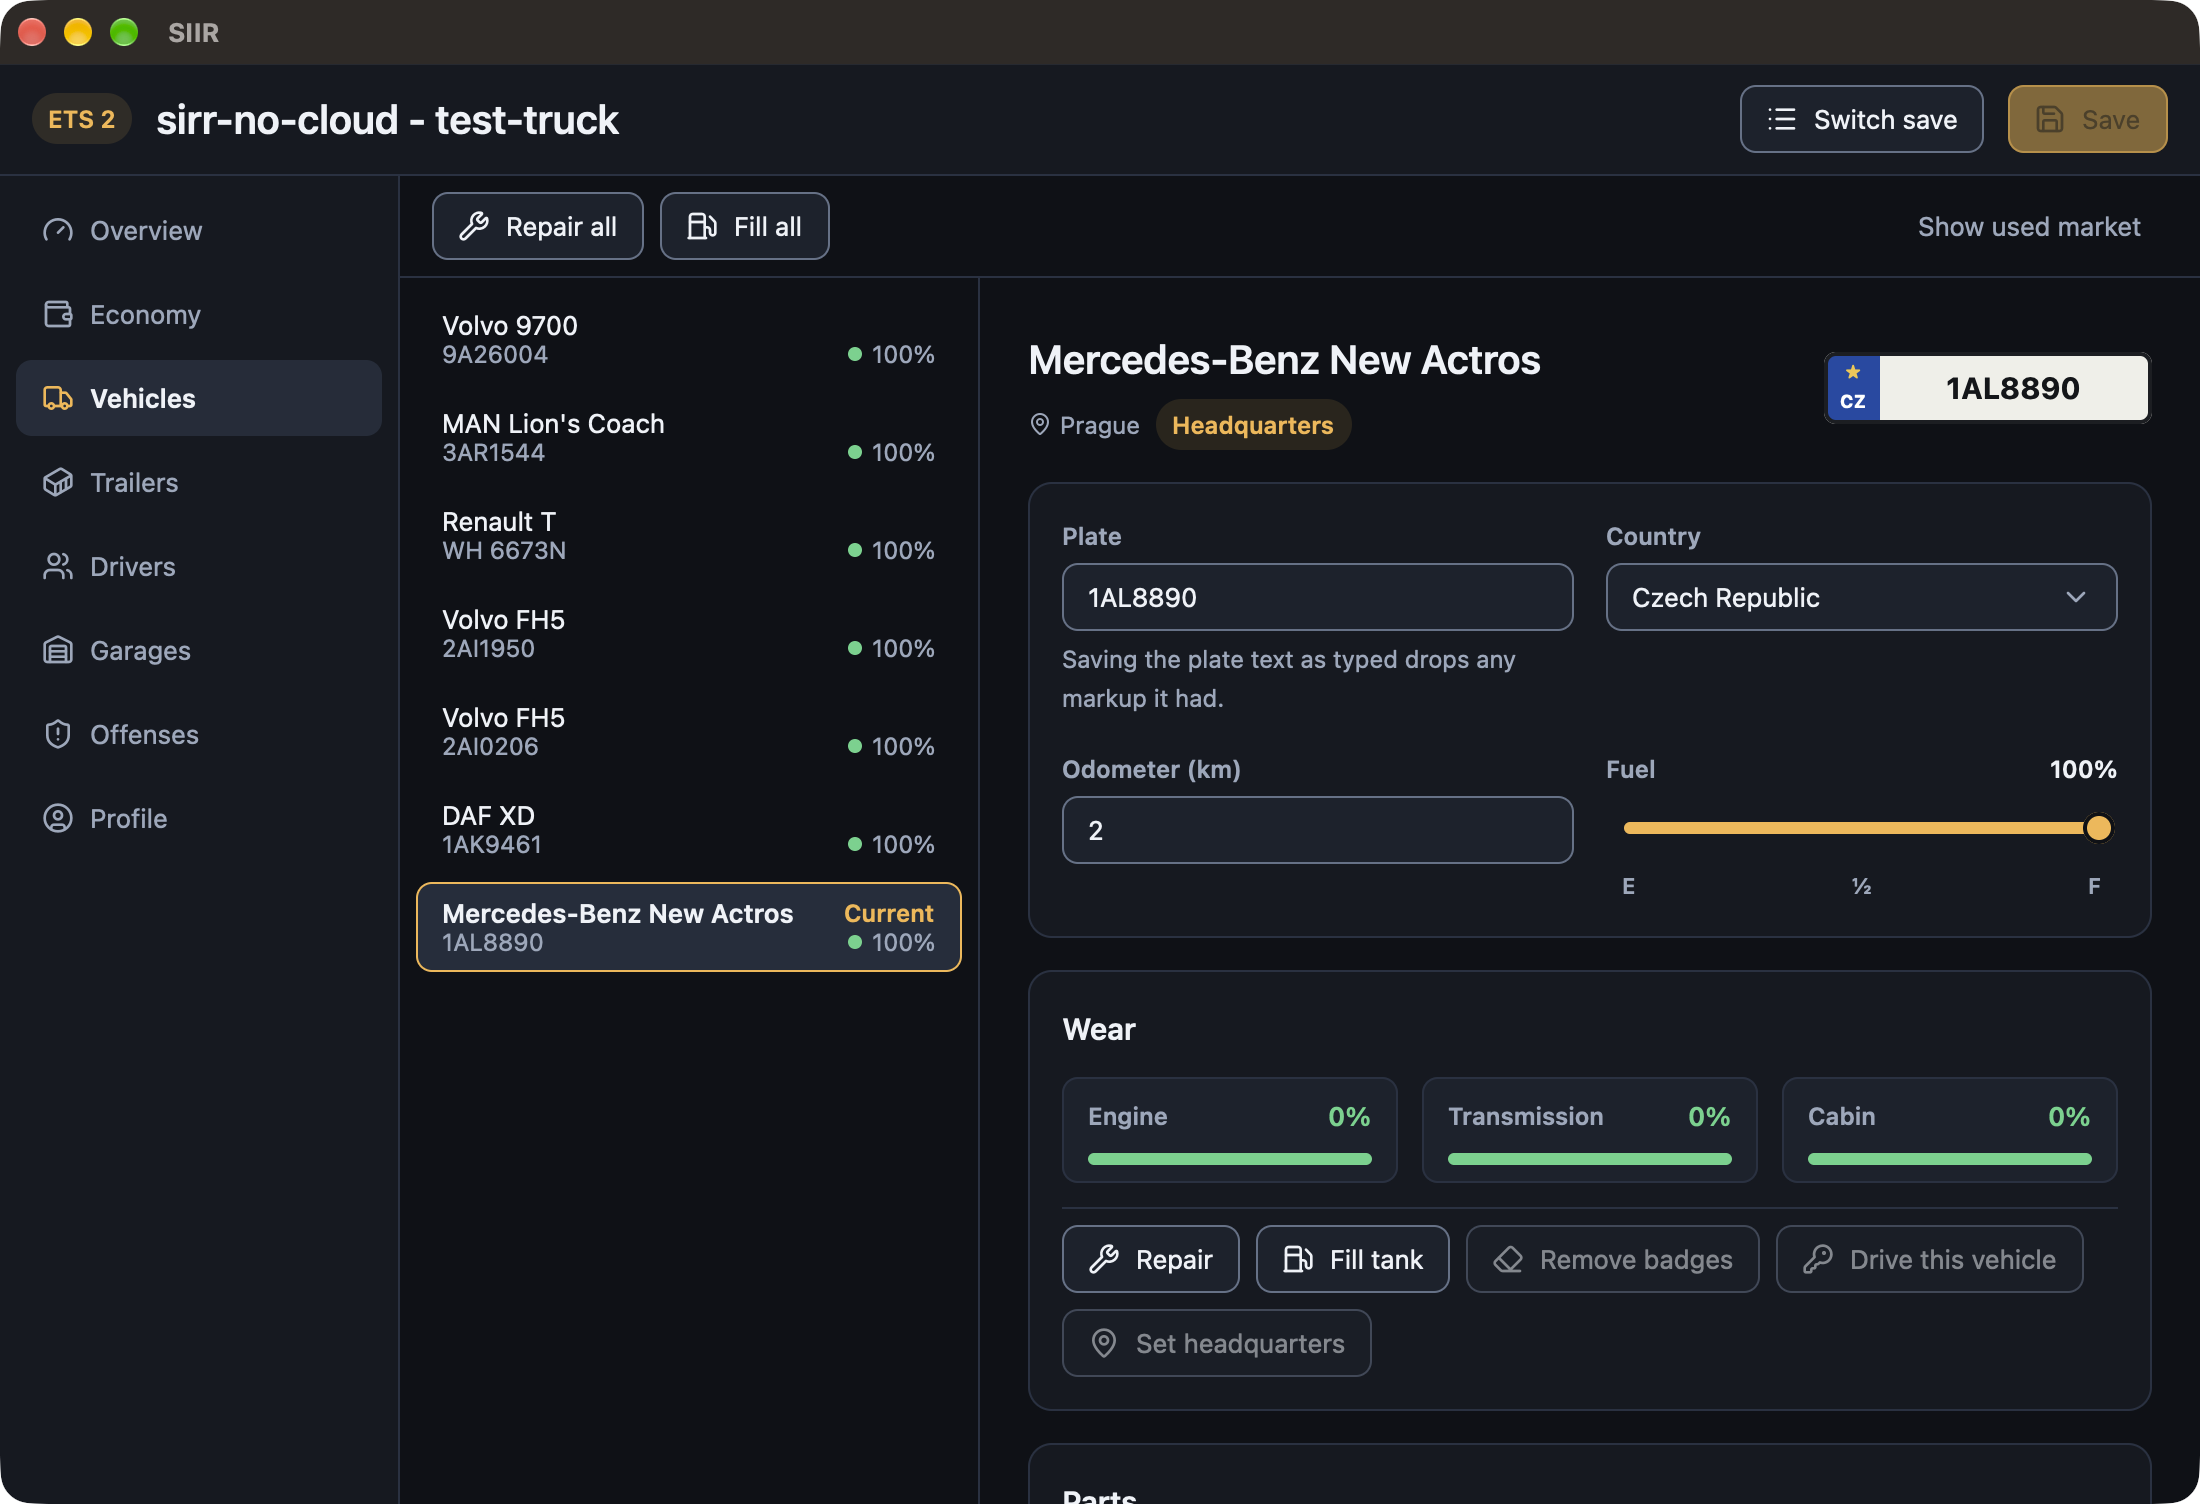 SIIR
ETS 2
sirr-no-cloud - test-truck
Switch save
Save
Overview
Economy
Vehicles
Trailers
Drivers
Garages
Offenses
Profile
Repair all
Fill all
Show used market
Volvo 9700
9A26004
100%
MAN Lion's Coach
3AR1544
100%
Renault T
WH 6673N
100%
Volvo FH5
2AI1950
100%
Volvo FH5
2AI0206
100%
DAF XD
1AK9461
100%
Mercedes-Benz New Actros
Current
1AL8890
100%
Mercedes-Benz New Actros
Prague
Headquarters
CZ
1AL8890
Plate
1AL8890
Saving the plate text as typed drops any
markup it had.
Country
Czech Republic
Odometer (km)
2
Fuel
100%
E
½
F
Wear
Engine
0%
Transmission
0%
Cabin
0%
Repair
Fill tank
Remove badges
Drive this vehicle
Set headquarters
Parts